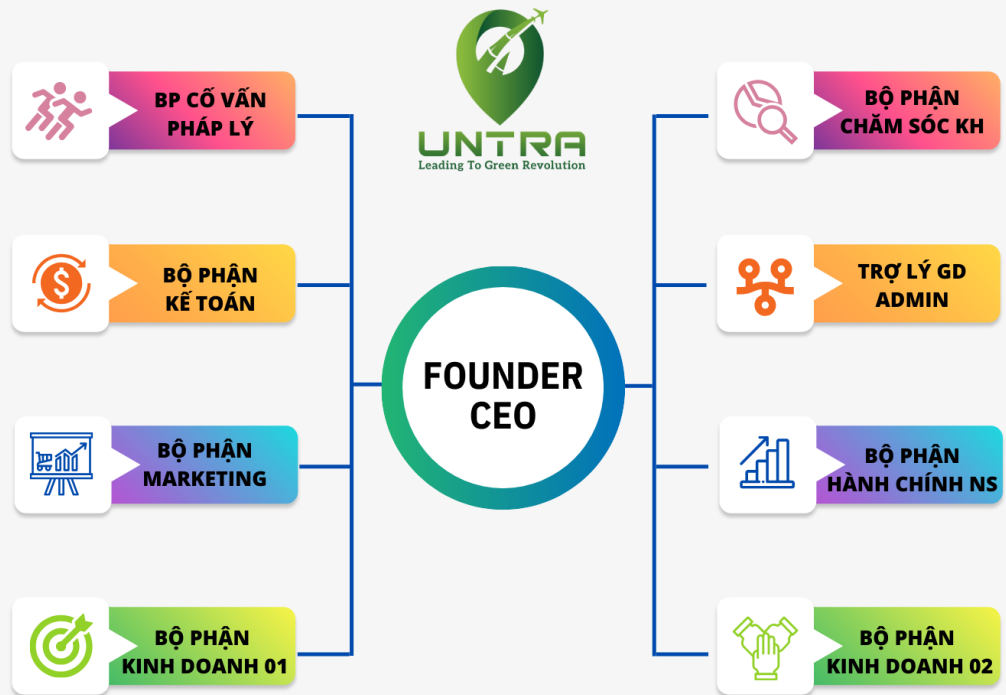 UNTRA
Leading To Green Revolution
BP CỐ VẤN
PHÁP LÝ
BỘ PHẬN
CHĂM SÓC KH
BỘ PHẬN
KẾ TOÁN
TRỢ LÝ GD
ADMIN
FOUNDER
CEO
BỘ PHẬN
MARKETING
BỘ PHẬN
HÀNH CHÍNH NS
BỘ PHẬN
KINH DOANH 01
BỘ PHẬN
KINH DOANH 02